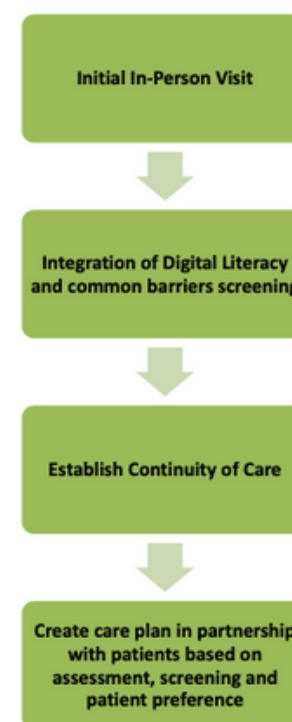 Initial In-Person Visit
Integration of Digital Literacy
and common barriers screening
Establish Continuity of Care
Create care plan in partnership
with patients based on
assessment, screening and
patient preference